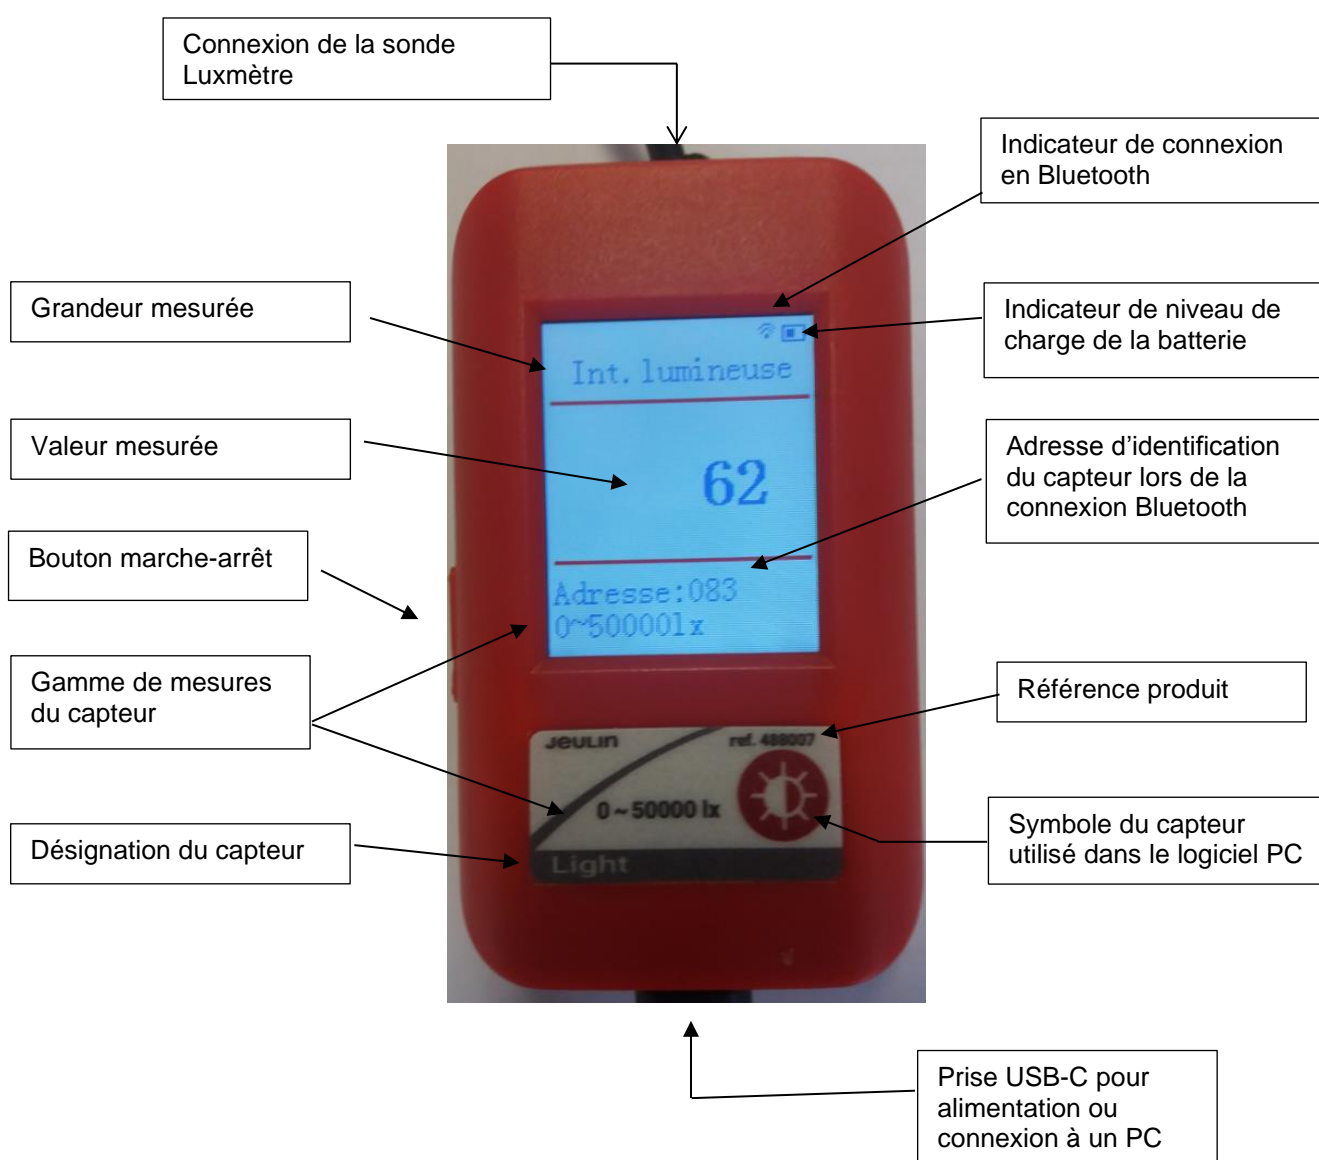 Connexion de la sonde
Luxmètre
Indicateur de connexion
en Bluetooth
Grandeur mesurée
Indicateur de niveau de
charge de la batterie
Int. lumineuse
Valeur mesurée
62
Adresse d’identification
du capteur lors de la
connexion Bluetooth
Bouton marche-arrêt
Adresse:083
0~50000lx
Gamme de mesures
du capteur
Référence produit
JEULIN
ref. 488007
0 ~ 50000 lx
Désignation du capteur
Light
Symbole du capteur
utilisé dans le logiciel PC
Prise USB-C pour
alimentation ou
connexion à un PC